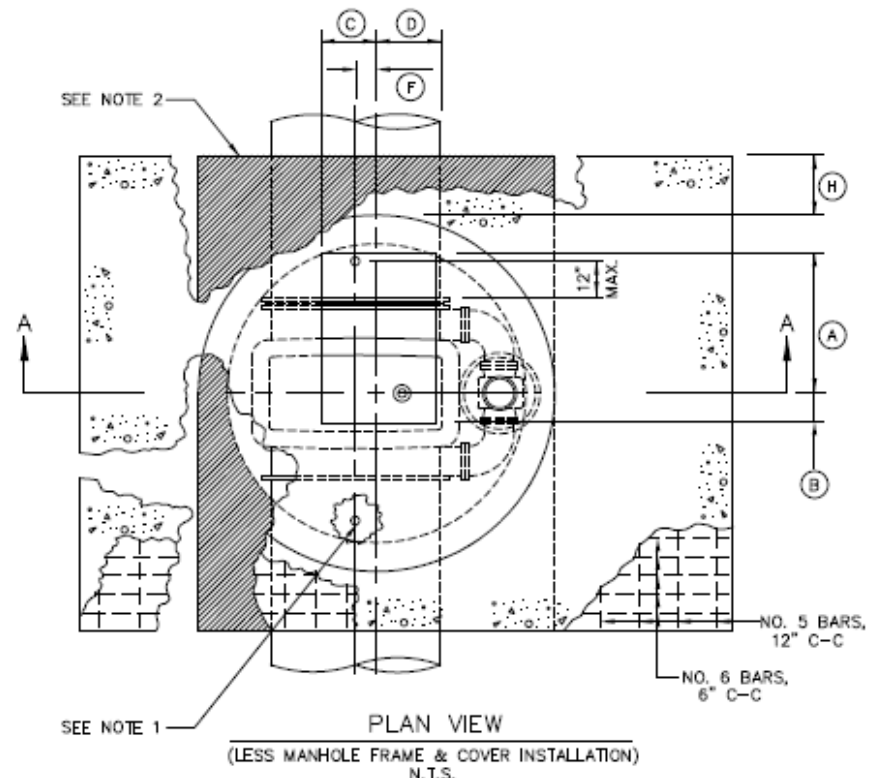 C
D
F
SEE NOTE 2
H
12"
MAX.
A
A
A
B
NO. 5 BARS,
12" C-C
NO. 6 BARS,
6" C-C
SEE NOTE 1
PLAN VIEW
(LESS MANHOLE FRAME & COVER INSTALLATION)
N.T.S.